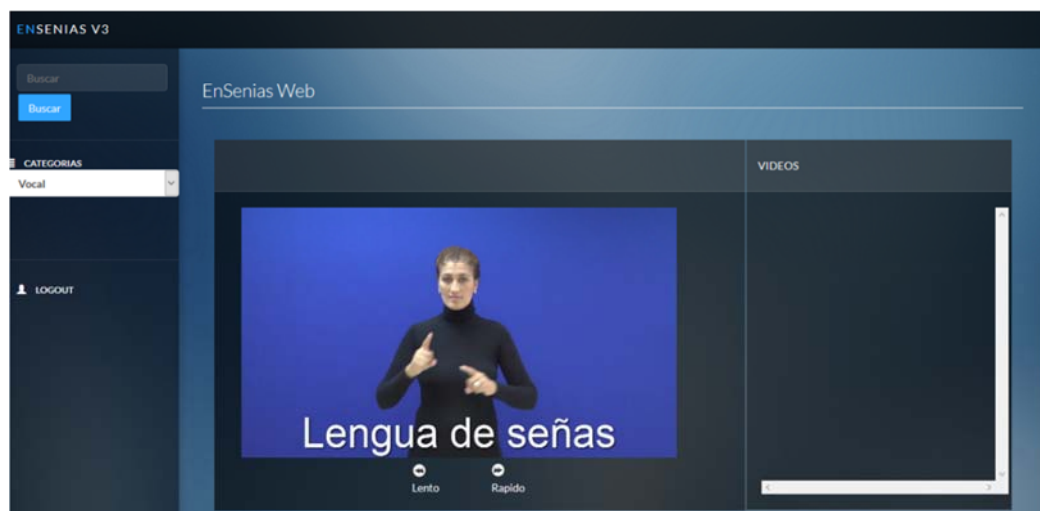 ENSENIAS V3
Buscar
Buscar
CATEGORIAS
Vocal
LOGOUT
EnSenias Web
VIDEOS
Lengua de señas
Lento
Rapido